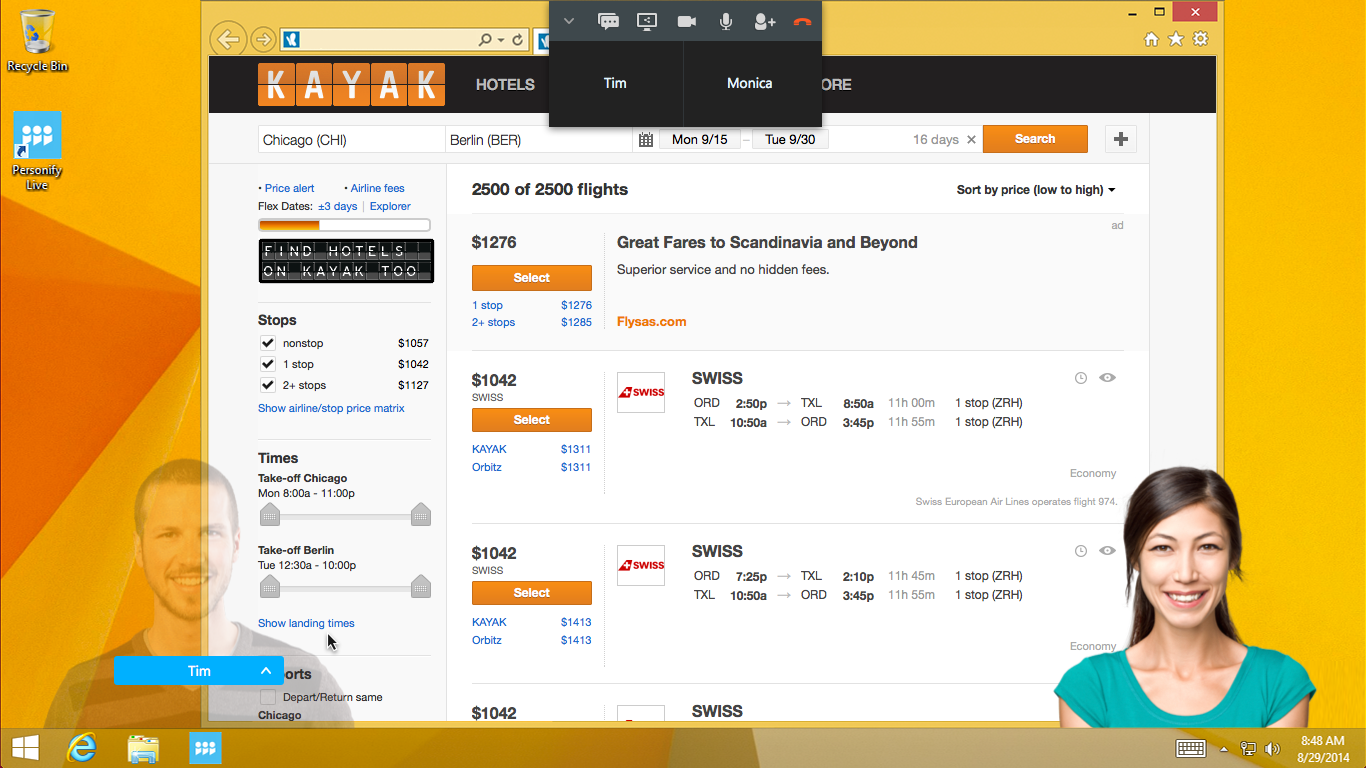 Recycle Bin
Personify
Live
Tim
Monica
KAYAK
HOTELS
ORE
Chicago (CHI)
Berlin (BER)
Mon 9/15 – Tue 9/30
16 days ×
Search
• Price alert • Airline fees
Flex Dates: ±3 days | Explorer
FIND HOTELS
ON KAYAK TOO
Stops
nonstop $1057
1 stop $1042
2+ stops $1127
Show airline/stop price matrix
Times
Take-off Chicago
Mon 8:00a - 11:00p
Take-off Berlin
Tue 12:30a - 10:00p
Show landing times
ports
Depart/Return same
Chicago
2500 of 2500 flights
Sort by price (low to high)
ad
$1276
Select
1 stop $1276
2+ stops $1285
Great Fares to Scandinavia and Beyond
Superior service and no hidden fees.
Flysas.com
$1042
SWISS
Select
KAYAK $1311
Orbitz $1311
SWISS
SWISS
ORD 2:50p → TXL 8:50a 11h 00m 1 stop (ZRH)
TXL 10:50a → ORD 3:45p 11h 55m 1 stop (ZRH)
Economy
Swiss European Air Lines operates flight 974.
$1042
SWISS
Select
KAYAK $1413
Orbitz $1413
SWISS
SWISS
ORD 7:25p → TXL 2:10p 11h 45m 1 stop (ZRH)
TXL 10:50a → ORD 3:45p 11h 55m 1 stop (ZRH)
Economy
$1042
SWISS
Tim
8:48 AM
8/29/2014